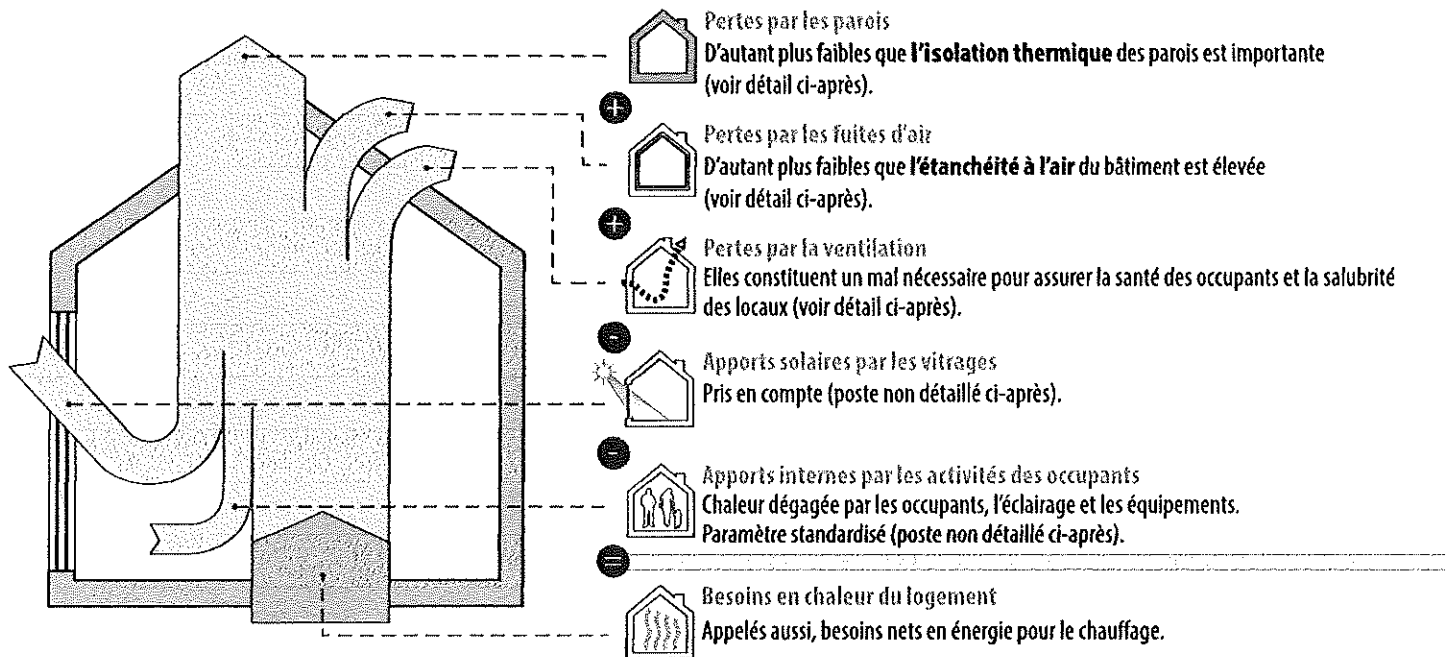 Pertes par les parois
D'autant plus faibles que l'isolation thermique des parois est importante
(voir détail ci-après).
+
Pertes par les fuites d'air
D'autant plus faibles que l'étanchéité à l'air du bâtiment est élevée
(voir détail ci-après).
+
Pertes par la ventilation
Elles constituent un mal nécessaire pour assurer la santé des occupants et la salubrité
des locaux (voir détail ci-après).
-
Apports solaires par les vitrages
Pris en compte (poste non détaillé ci-après).
-
Apports internes par les activités des occupants
Chaleur dégagée par les occupants, l'éclairage et les équipements.
Paramètre standardisé (poste non détaillé ci-après).
=
Besoins en chaleur du logement
Appelés aussi, besoins nets en énergie pour le chauffage.